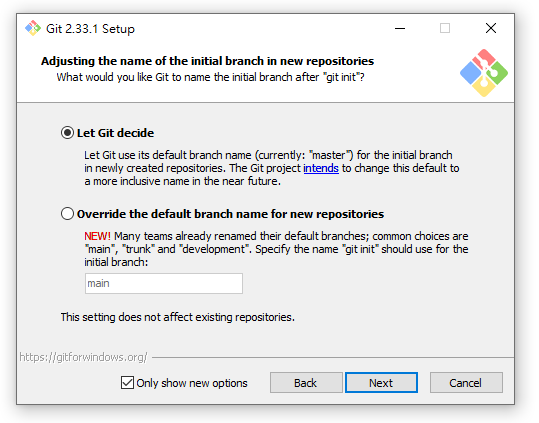 Git 2.33.1 Setup
Adjusting the name of the initial branch in new repositories
What would you like Git to name the initial branch after "git init"?
Let Git decide
Let Git use its default branch name (currently: "master") for the initial branch
in newly created repositories. The Git project intends to change this default to
a more inclusive name in the near future.
Override the default branch name for new repositories
NEW! Many teams already renamed their default branches; common choices are
"main", "trunk" and "development". Specify the name "git init" should use for the
initial branch:
main
This setting does not affect existing repositories.
https://gitforwindows.org/
Only show new options
Back
Next
Cancel